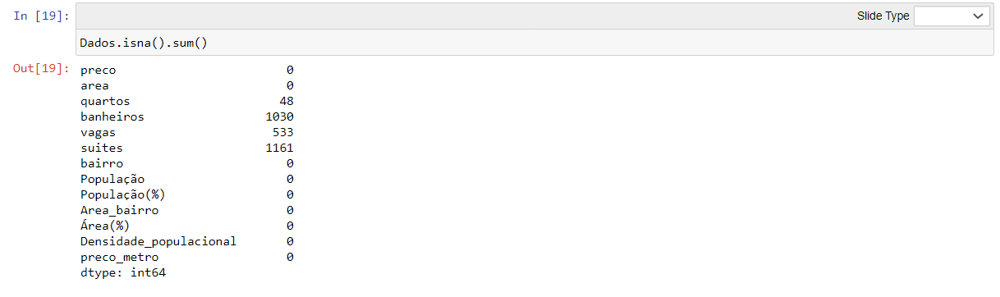 In [19]:
Slide Type
Dados.isna().sum()
Out[19]:
preco 0
area 0
quartos 48
banheiros 1030
vagas 533
suites 1161
bairro 0
População 0
População(%) 0
Area_bairro 0
Área(%) 0
Densidade_populacional 0
preco_metro 0
dtype: int64